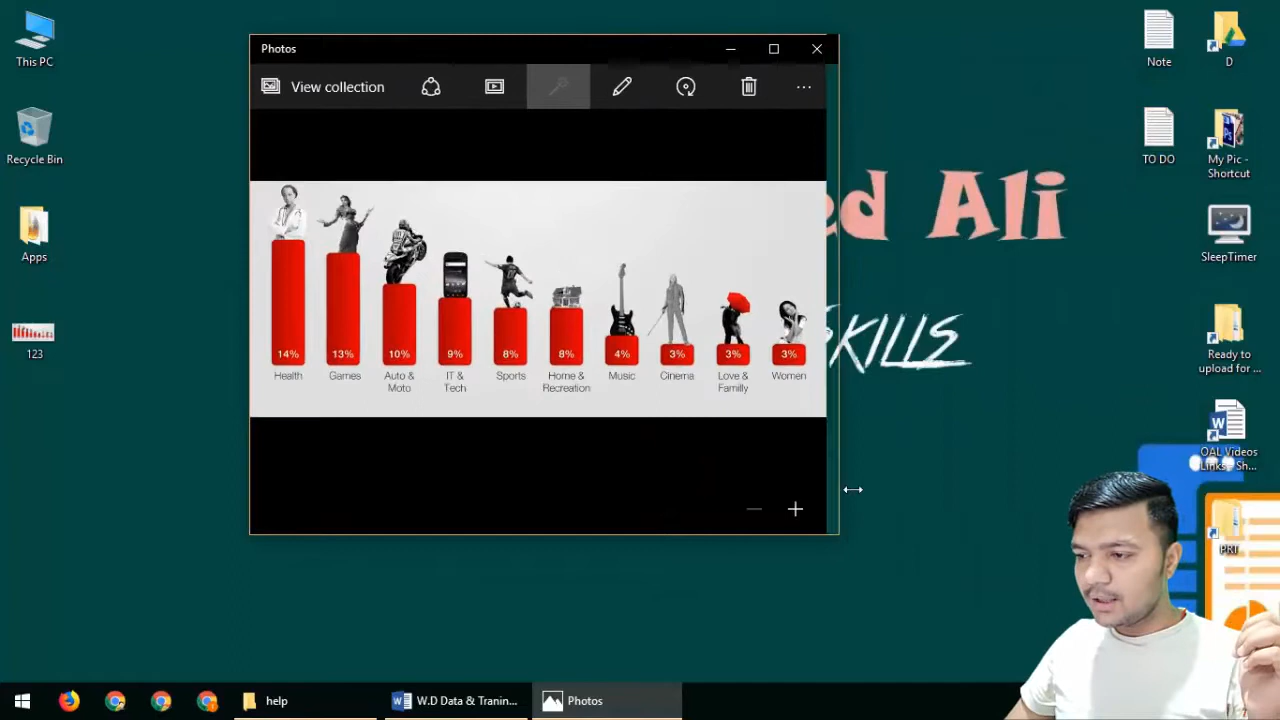 This PC
Recycle Bin
Apps
123
Photos
View collection
14%
13%
10%
9%
8%
8%
4%
3%
3%
3%
Health
Games
Auto &
Moto
IT &
Tech
Sports
Home &
Recreation
Music
Cinema
Love &
Familly
Women
ed Ali
SKILLS
Note
D
TO DO
My Pic -
Shortcut
SleepTimer
Ready to
upload for ...
OAL Videos
Links - Sh...
PRT
help
W.D Data & Tranin...
Photos